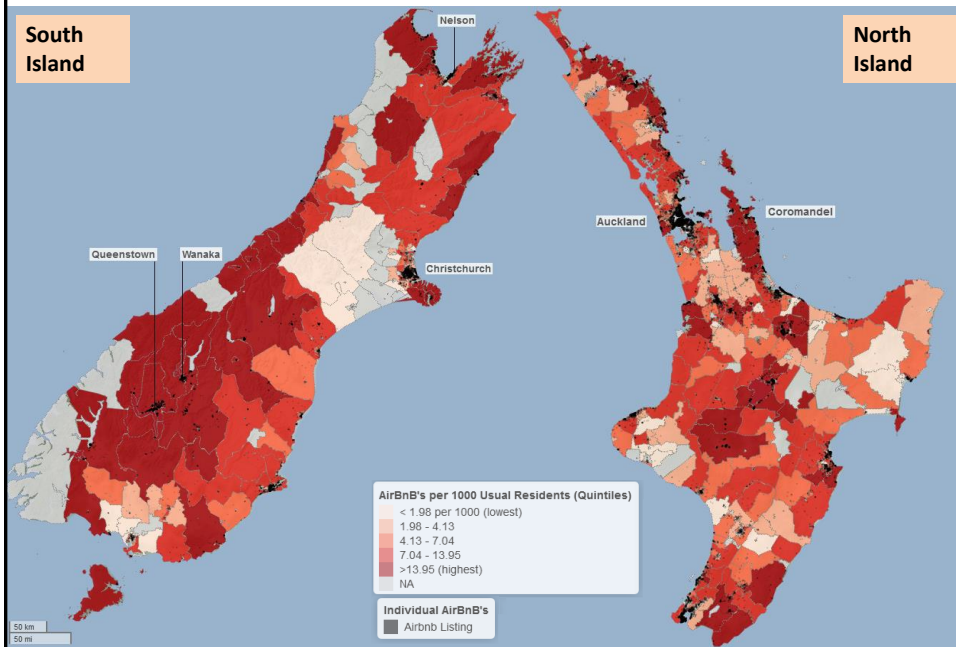 South
Island
Nelson
North
Island
Auckland
Coromandel
Queenstown
Wanaka
Christchurch
AirBnB's per 1000 Usual Residents (Quintiles)
< 1.98 per 1000 (lowest)
1.98 - 4.13
4.13 - 7.04
7.04 - 13.95
>13.95 (highest)
NA
Individual AirBnB's
Airbnb Listing
50 km
50 mi